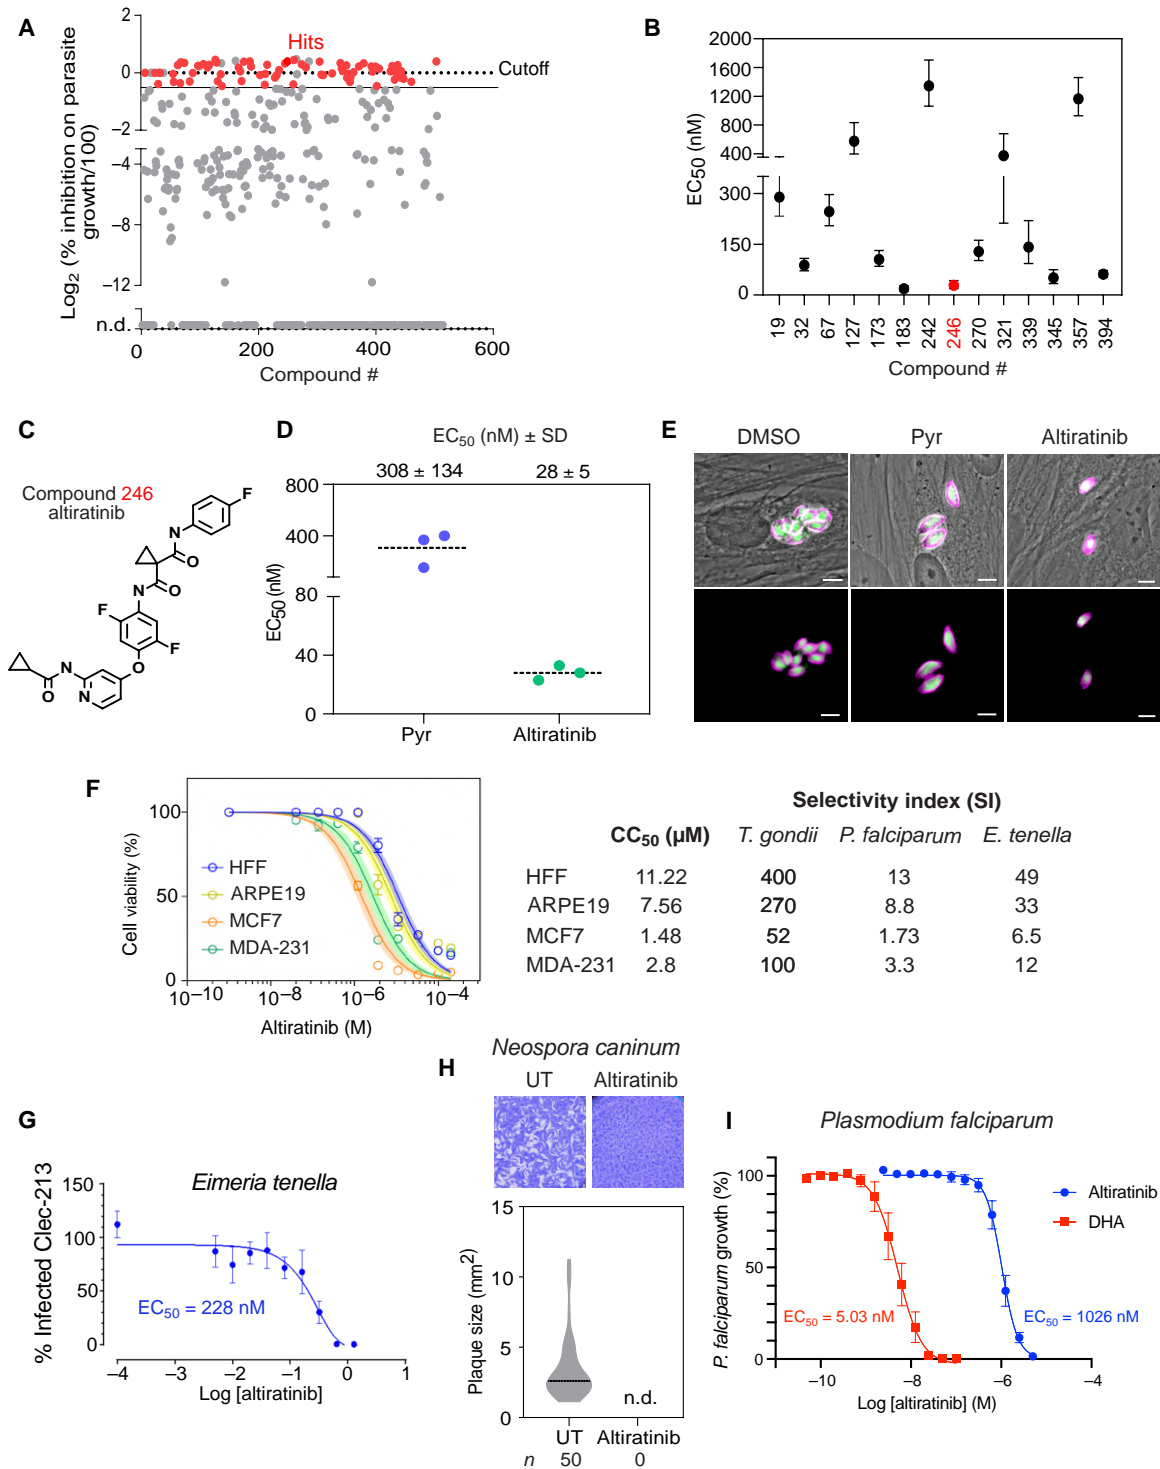 A
Log₂ (% inhibition on parasite
growth/100)
2
0
−2
−4
−8
−12
n.d.
Hits
Cutoff
0
200
400
600
Compound #
B
EC₅₀ (nM)
2000
1600
1200
800
400
300
150
0
19
32
67
127
173
183
242
246
270
321
339
345
357
394
Compound #
C
Compound 246
altiratinib
F
N
O
O
N
F
F
O
N
O
N
D
EC₅₀ (nM) ± SD
308 ± 134
28 ± 5
EC₅₀ (nM)
800
400
80
40
0
Pyr
Altiratinib
E
DMSO
Pyr
Altiratinib
F
Cell viability (%)
100
50
0
HFF
ARPE19
MCF7
MDA-231
10⁻¹⁰
10⁻⁸
10⁻⁶
10⁻⁴
Altiratinib (M)
Selectivity index (SI)
CC₅₀ (µM) T. gondii P. falciparum E. tenella
HFF 11.22 400 13 49
ARPE19 7.56 270 8.8 33
MCF7 1.48 52 1.73 6.5
MDA-231 2.8 100 3.3 12
G
Eimeria tenella
% Infected Clec-213
150
100
50
0
EC₅₀ = 228 nM
−4
−3
−2
−1
0
1
Log [altiratinib]
H
Neospora caninum
UT
Altiratinib
Plaque size (mm²)
15
10
5
0
n.d.
UT
Altiratinib
n 50 0
I
Plasmodium falciparum
P. falciparum growth (%)
100
80
60
40
20
0
Altiratinib
DHA
EC₅₀ = 5.03 nM
EC₅₀ = 1026 nM
−10
−8
−6
−4
Log [altiratinib] (M)